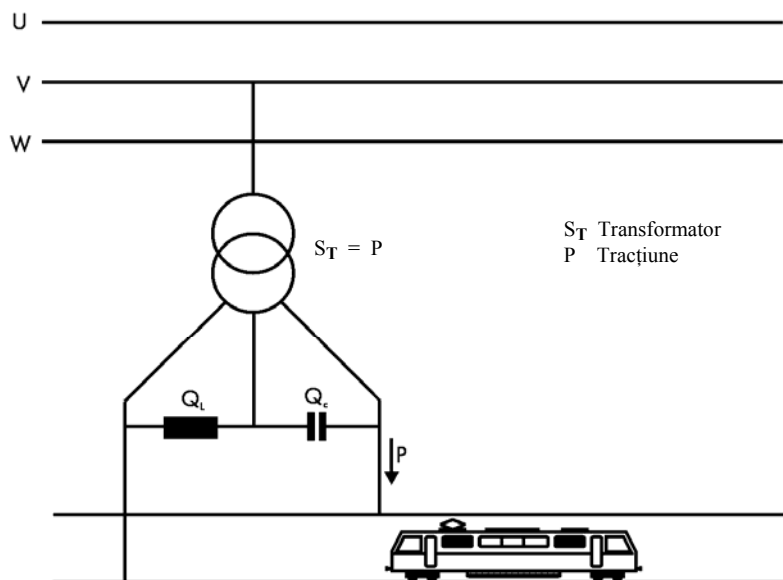 U
V
W
S_T = P
S_T Transformator
P Tracțiune
Q_L
Q_c
P